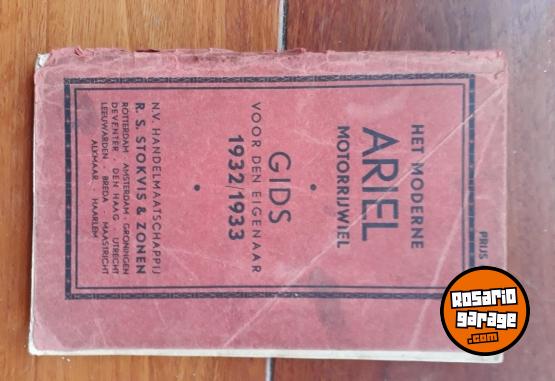 PRIJS
HET MODERNE
ARIEL
MOTORRIJWIEL
GIDS
VOOR DEN EIGENAAR
1932/1933
N.V. HANDELMAATSCHAPPIJ
R. S. STOKVIS & ZONEN
ROTTERDAM · AMSTERDAM · GRONINGEN
DEVENTER · DEN HAAG · UTRECHT
LEEUWARDEN · BREDA · MAASTRICHT
ALKMAAR · HAARLEM
Rosario
garage
.com